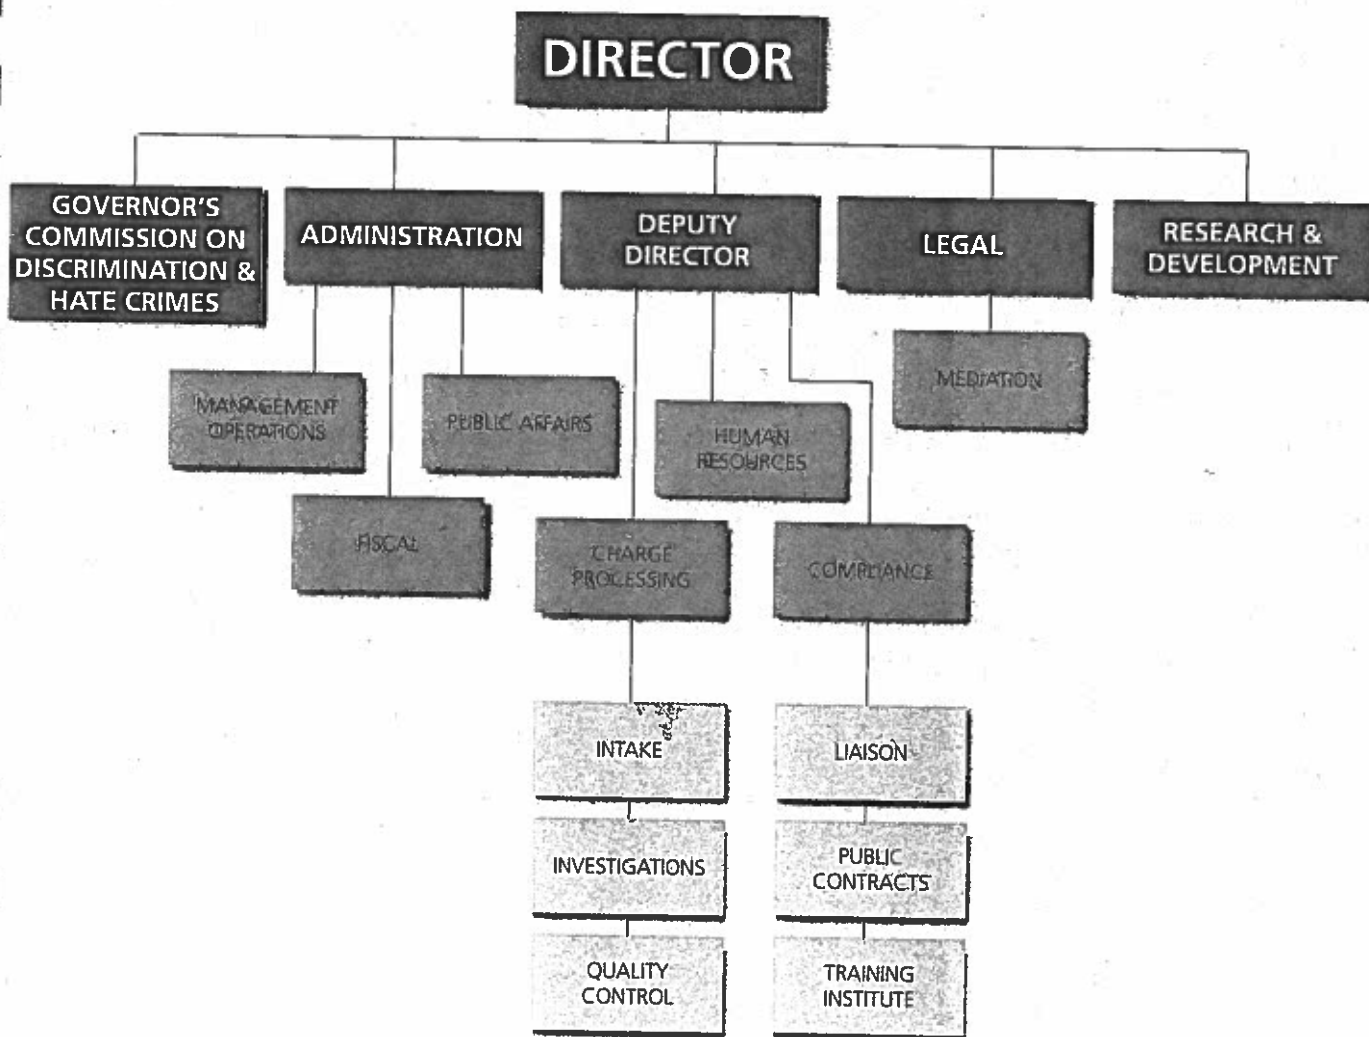 DIRECTOR
GOVERNOR'S
COMMISSION ON
DISCRIMINATION &
HATE CRIMES
ADMINISTRATION
DEPUTY
DIRECTOR
LEGAL
RESEARCH &
DEVELOPMENT
MANAGEMENT
OPERATIONS
PUBLIC AFFAIRS
HUMAN
RESOURCES
MEDIATION
FISCAL
CHARGE
PROCESSING
COMPLIANCE
INTAKE
LIAISON
INVESTIGATIONS
PUBLIC
CONTRACTS
QUALITY
CONTROL
TRAINING
INSTITUTE